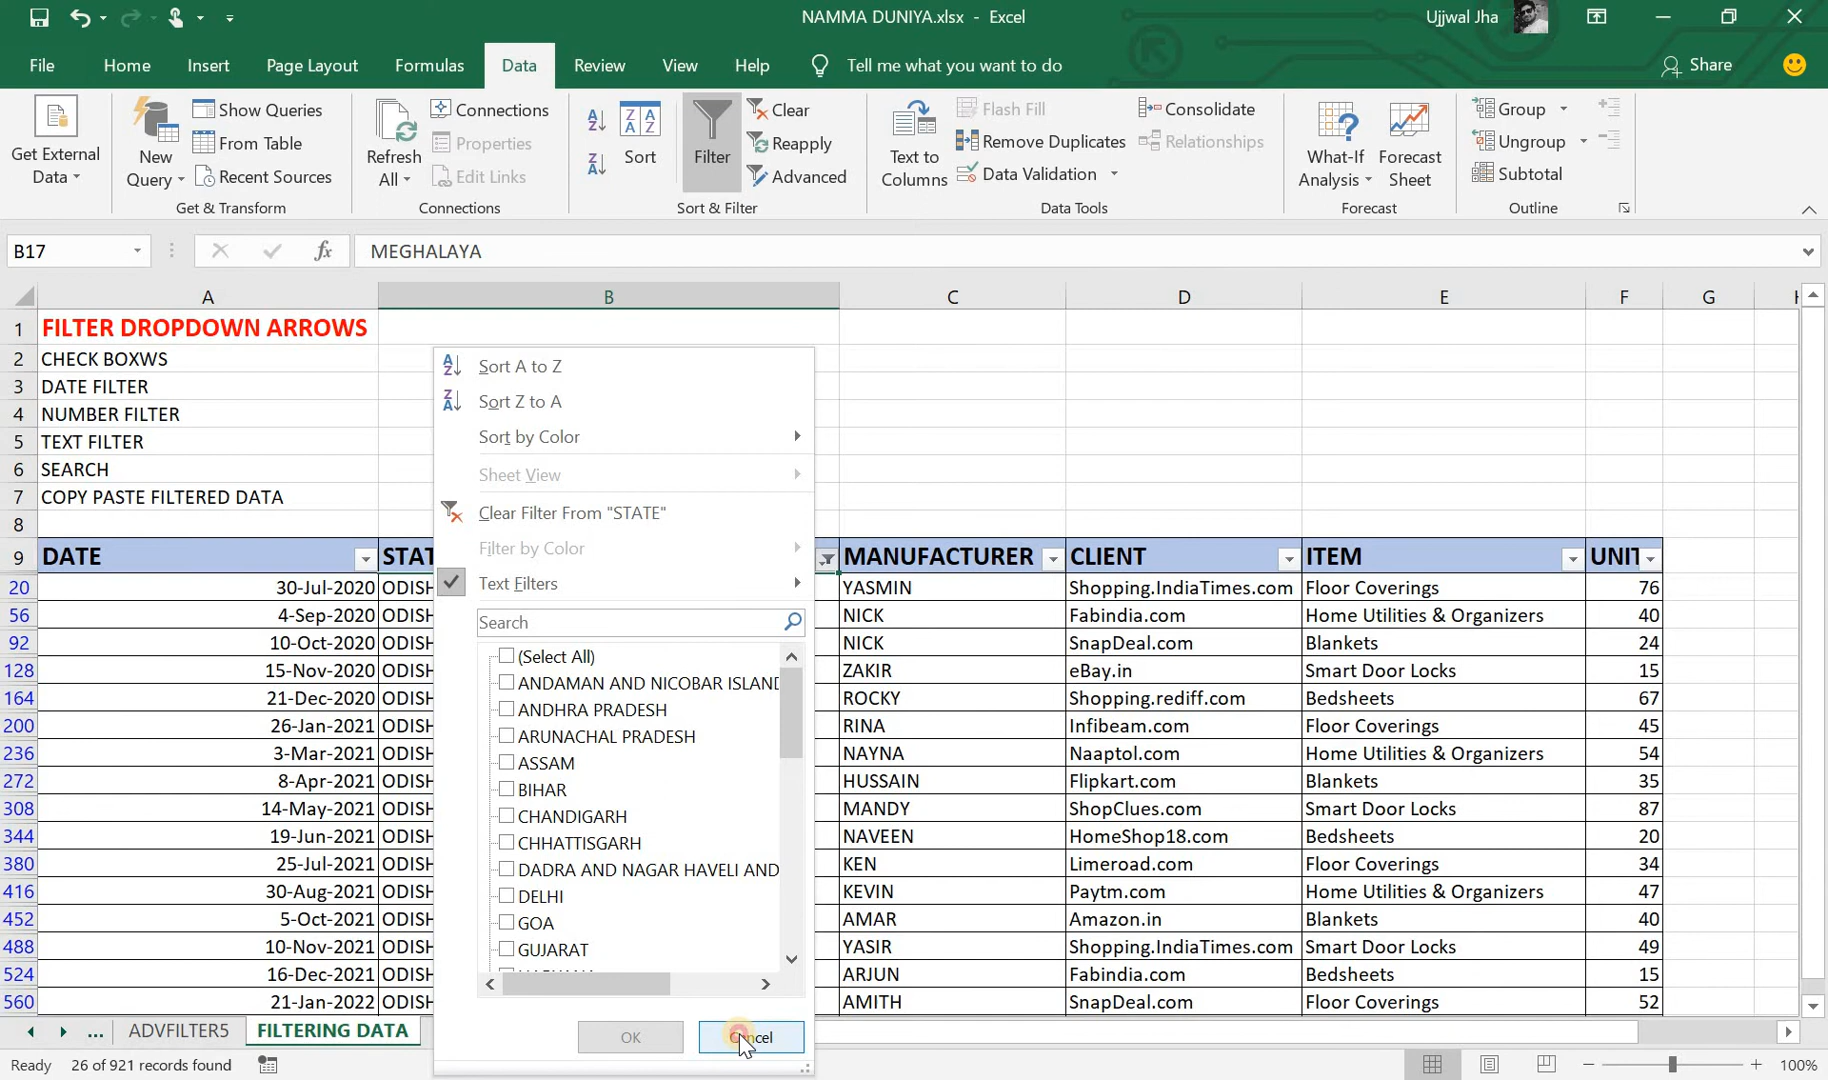 NAMMA DUNIYA.xlsx - Excel
Ujjwal Jha
File Home Insert Page Layout Formulas Data Review View Help Tell me what you want to do Share
Get External Data
New Query
Show Queries
From Table
Recent Sources
Get & Transform
Refresh All
Connections
Properties
Edit Links
Connections
Sort
Filter
Clear
Reapply
Advanced
Sort & Filter
Text to Columns
Flash Fill
Remove Duplicates
Data Validation
Consolidate
Relationships
Data Tools
What-If Analysis
Forecast Sheet
Forecast
Group
Ungroup
Subtotal
Outline
B17 fx MEGHALAYA
A B C D E F G
1 FILTER DROPDOWN ARROWS
2 CHECK BOXWS
3 DATE FILTER
4 NUMBER FILTER
5 TEXT FILTER
6 SEARCH
7 COPY PASTE FILTERED DATA
8
9 DATE STAT MANUFACTURER CLIENT ITEM UNIT
20 30-Jul-2020 ODISH YASMIN Shopping.IndiaTimes.com Floor Coverings 76
56 4-Sep-2020 ODISH NICK Fabindia.com Home Utilities & Organizers 40
92 10-Oct-2020 ODISH NICK SnapDeal.com Blankets 24
128 15-Nov-2020 ODISH ZAKIR eBay.in Smart Door Locks 15
164 21-Dec-2020 ODISH ROCKY Shopping.rediff.com Bedsheets 67
200 26-Jan-2021 ODISH RINA Infibeam.com Floor Coverings 45
236 3-Mar-2021 ODISH NAYNA Naaptol.com Home Utilities & Organizers 54
272 8-Apr-2021 ODISH HUSSAIN Flipkart.com Blankets 35
308 14-May-2021 ODISH MANDY ShopClues.com Smart Door Locks 87
344 19-Jun-2021 ODISH NAVEEN HomeShop18.com Bedsheets 20
380 25-Jul-2021 ODISH KEN Limeroad.com Floor Coverings 34
416 30-Aug-2021 ODISH KEVIN Paytm.com Home Utilities & Organizers 47
452 5-Oct-2021 ODISH AMAR Amazon.in Blankets 40
488 10-Nov-2021 ODISH YASIR Shopping.IndiaTimes.com Smart Door Locks 49
524 16-Dec-2021 ODISH ARJUN Fabindia.com Bedsheets 15
560 21-Jan-2022 ODISH AMITH SnapDeal.com Floor Coverings 52
Sort A to Z
Sort Z to A
Sort by Color
Sheet View
Clear Filter From "STATE"
Filter by Color
Text Filters
Search
(Select All)
ANDAMAN AND NICOBAR ISLAND
ANDHRA PRADESH
ARUNACHAL PRADESH
ASSAM
BIHAR
CHANDIGARH
CHHATTISGARH
DADRA AND NAGAR HAVELI AND
DELHI
GOA
GUJARAT
OK Cancel
... ADVFILTER5 FILTERING DATA
Ready 26 of 921 records found 100%